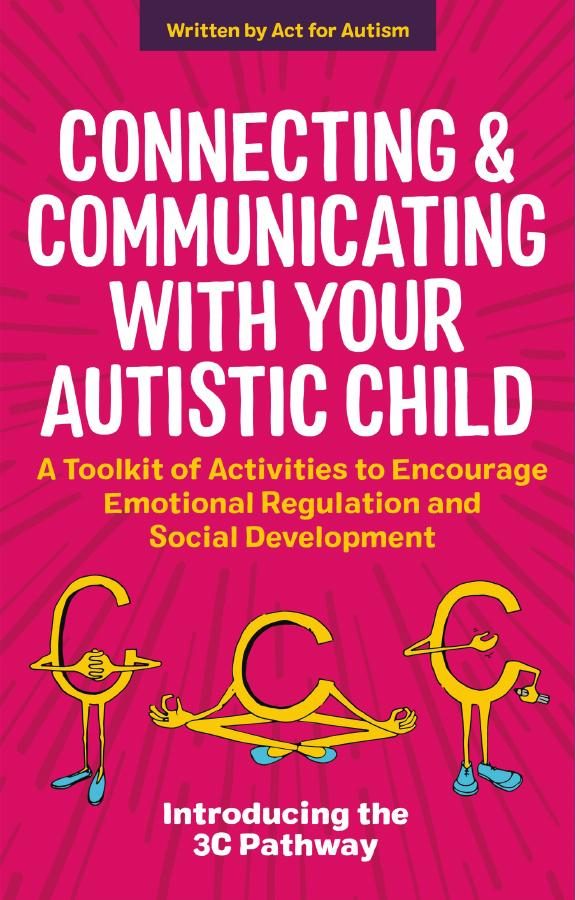 Written by Act for Autism
CONNECTING &
COMMUNICATING
WITH YOUR
AUTISTIC CHILD
A Toolkit of Activities to Encourage
Emotional Regulation and
Social Development
C C C
Introducing the
3C Pathway